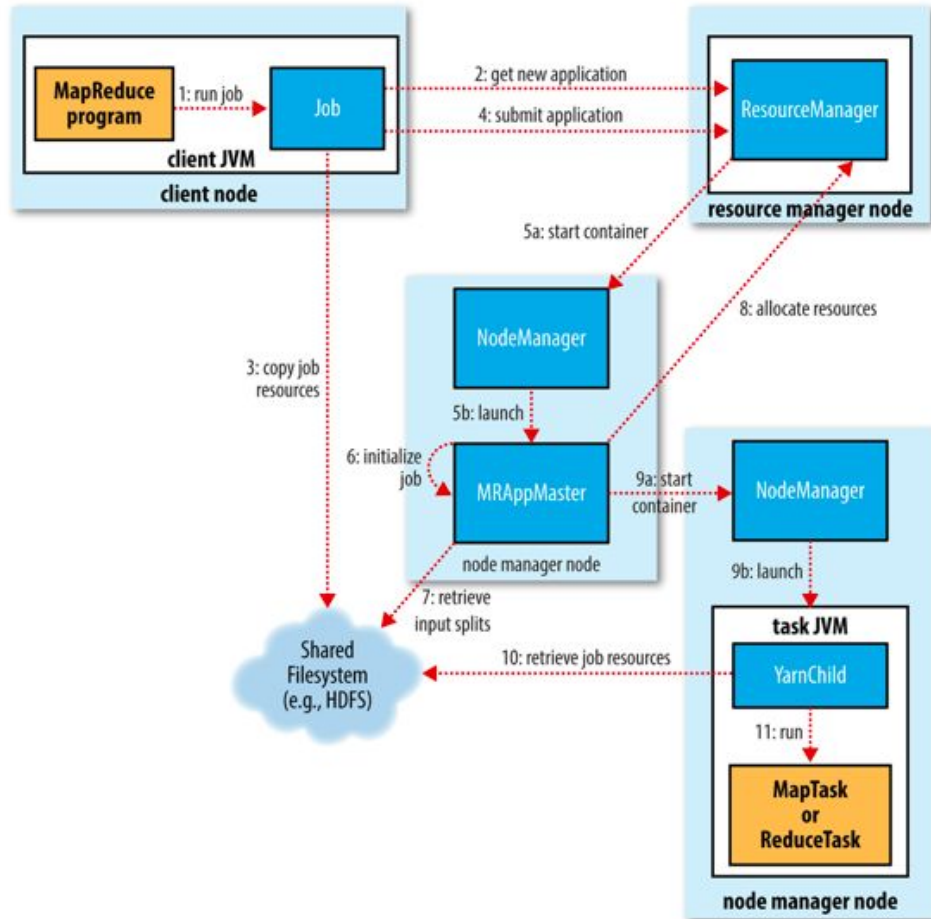 MapReduce
program
1: run job
Job
client JVM
client node
2: get new application
4: submit application
ResourceManager
resource manager node
5a: start container
8: allocate resources
3: copy job
resources
NodeManager
5b: launch
6: initialize
job
MRAppMaster
node manager node
9a: start
container
NodeManager
9b: launch
7: retrieve
input splits
Shared
Filesystem
(e.g., HDFS)
10: retrieve job resources
task JVM
YarnChild
11: run
MapTask
or
ReduceTask
node manager node